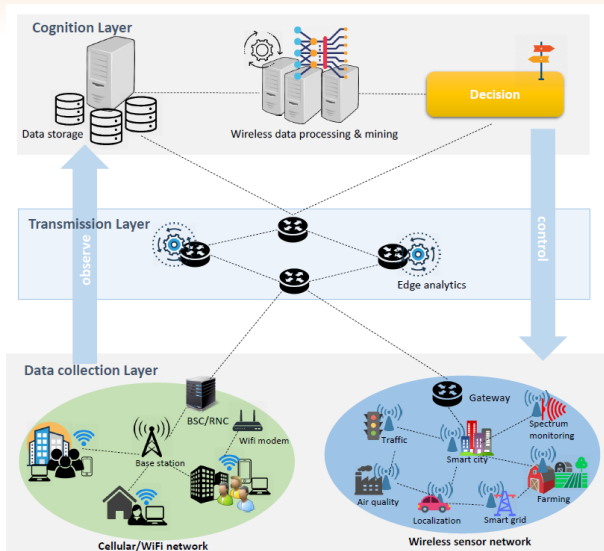 Cognition Layer
Data storage
Wireless data processing & mining
Decision
Transmission Layer
observe
control
Edge analytics
Data collection Layer
BSC/RNC
Wifi modem
Base station
Cellular/WiFi network
Gateway
Traffic
Spectrum
monitoring
Smart city
Air quality
Localization
Smart grid
Farming
Wireless sensor network